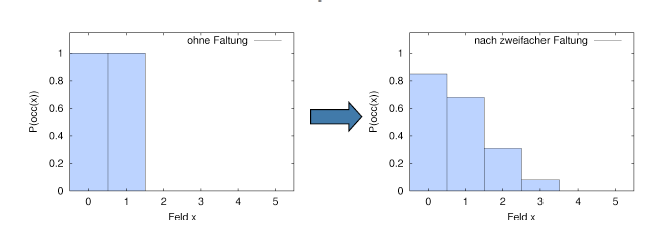 ohne Faltung
1
0.8
0.6
0.4
0.2
0
P(occ(x))
0 1 2 3 4 5
Feld x
nach zweifacher Faltung
1
0.8
0.6
0.4
0.2
0
P(occ(x))
0 1 2 3 4 5
Feld x